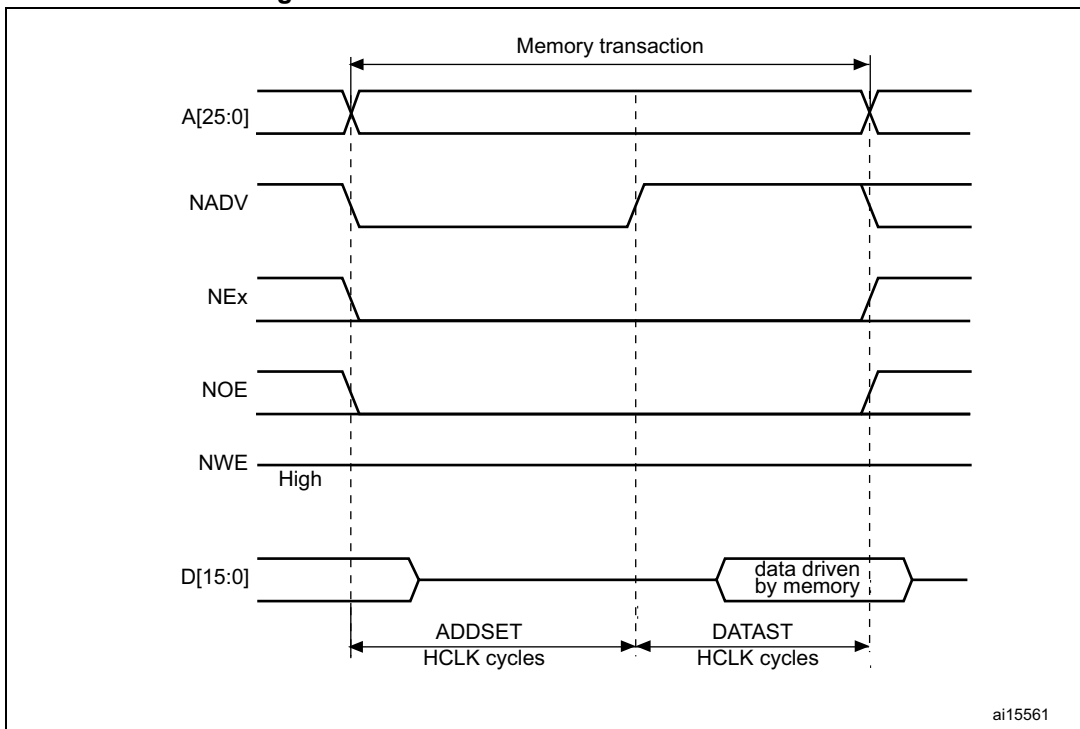 Memory transaction
A[25:0]
NADV
NEx
NOE
NWE
High
D[15:0]
data driven
by memory
ADDSET
HCLK cycles
DATAST
HCLK cycles
ai15561